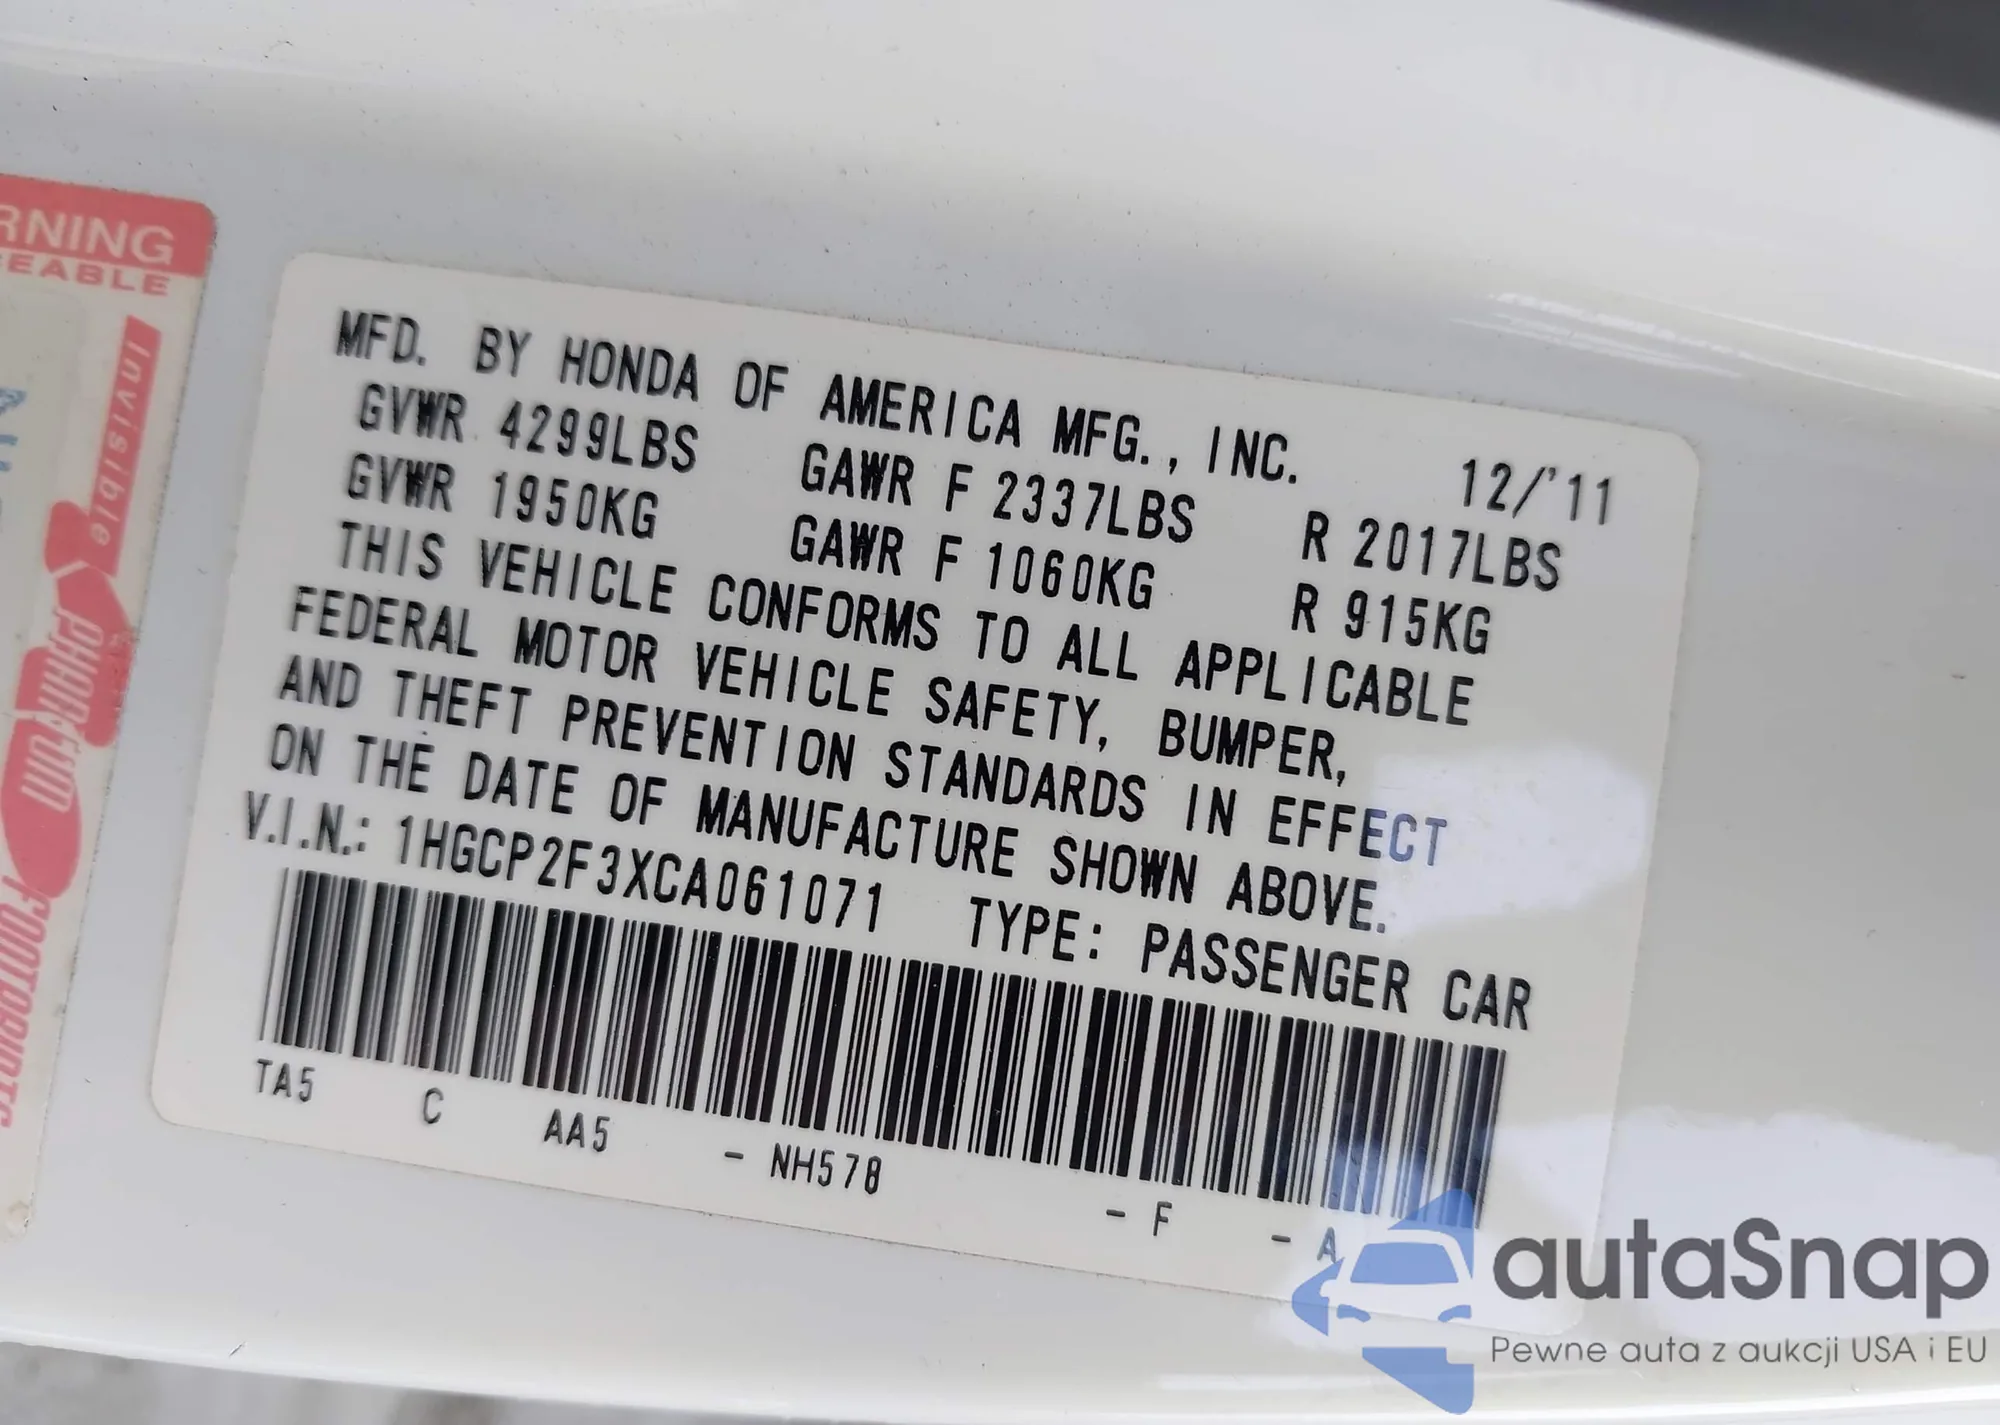 RNING
EABLE
Invisible
PHANTOM
FOOTPRINTS
MFD. BY HONDA OF AMERICA MFG., INC. 12/'11
GVWR 4299LBS GAWR F 2337LBS R 2017LBS
GVWR 1950KG GAWR F 1060KG R 915KG
THIS VEHICLE CONFORMS TO ALL APPLICABLE
FEDERAL MOTOR VEHICLE SAFETY, BUMPER,
AND THEFT PREVENTION STANDARDS IN EFFECT
ON THE DATE OF MANUFACTURE SHOWN ABOVE.
V.I.N.: 1HGCP2F3XCA061071 TYPE: PASSENGER CAR
TA5 C AA5 - NH578 - F - A
autaSnap
Pewne auta z aukcji USA i EU